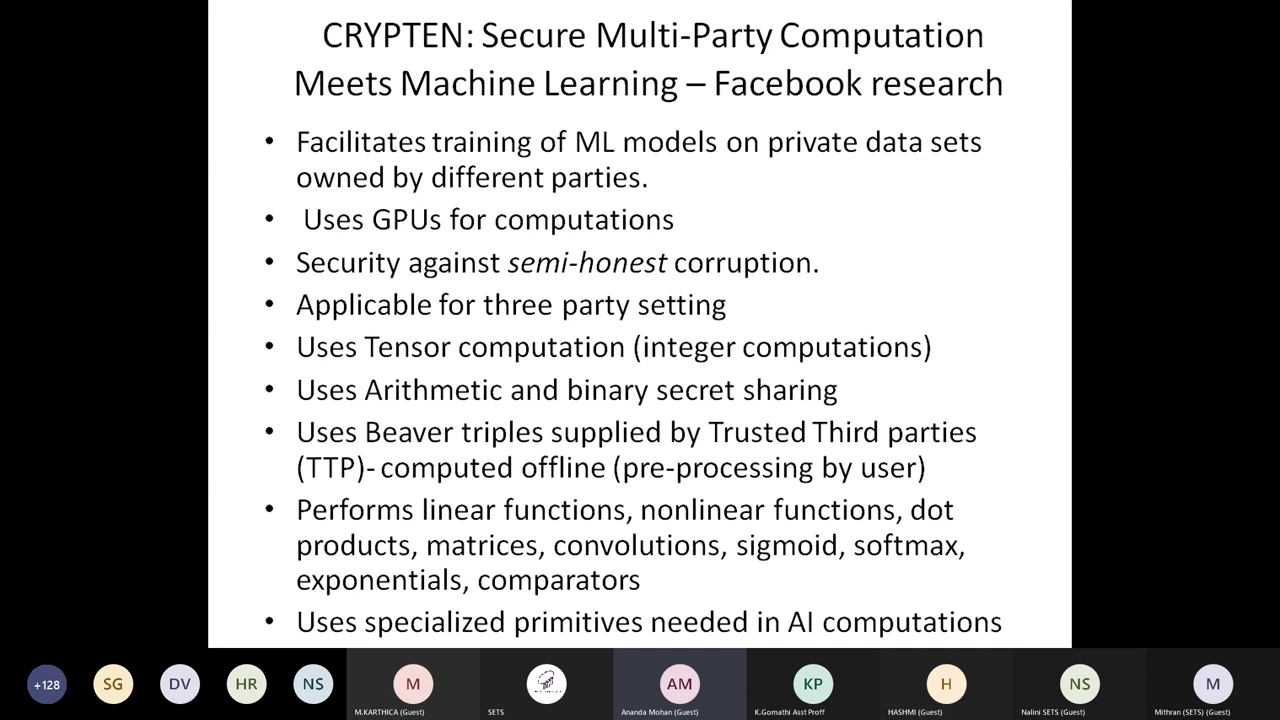 CRYPTEN: Secure Multi-Party Computation
Meets Machine Learning – Facebook research
• Facilitates training of ML models on private data sets
owned by different parties.
• Uses GPUs for computations
• Security against semi-honest corruption.
• Applicable for three party setting
• Uses Tensor computation (integer computations)
• Uses Arithmetic and binary secret sharing
• Uses Beaver triples supplied by Trusted Third parties
(TTP)- computed offline (pre-processing by user)
• Performs linear functions, nonlinear functions, dot
products, matrices, convolutions, sigmoid, softmax,
exponentials, comparators
• Uses specialized primitives needed in AI computations
+128 SG DV HR NS M AM KP H NS M
M.KARTHICA (Guest) SETS Ananda Mohan (Guest) K.Gomathi Asst Proff HASHMI (Guest) Nalini SETS (Guest) Mithran (SETS) (Guest)